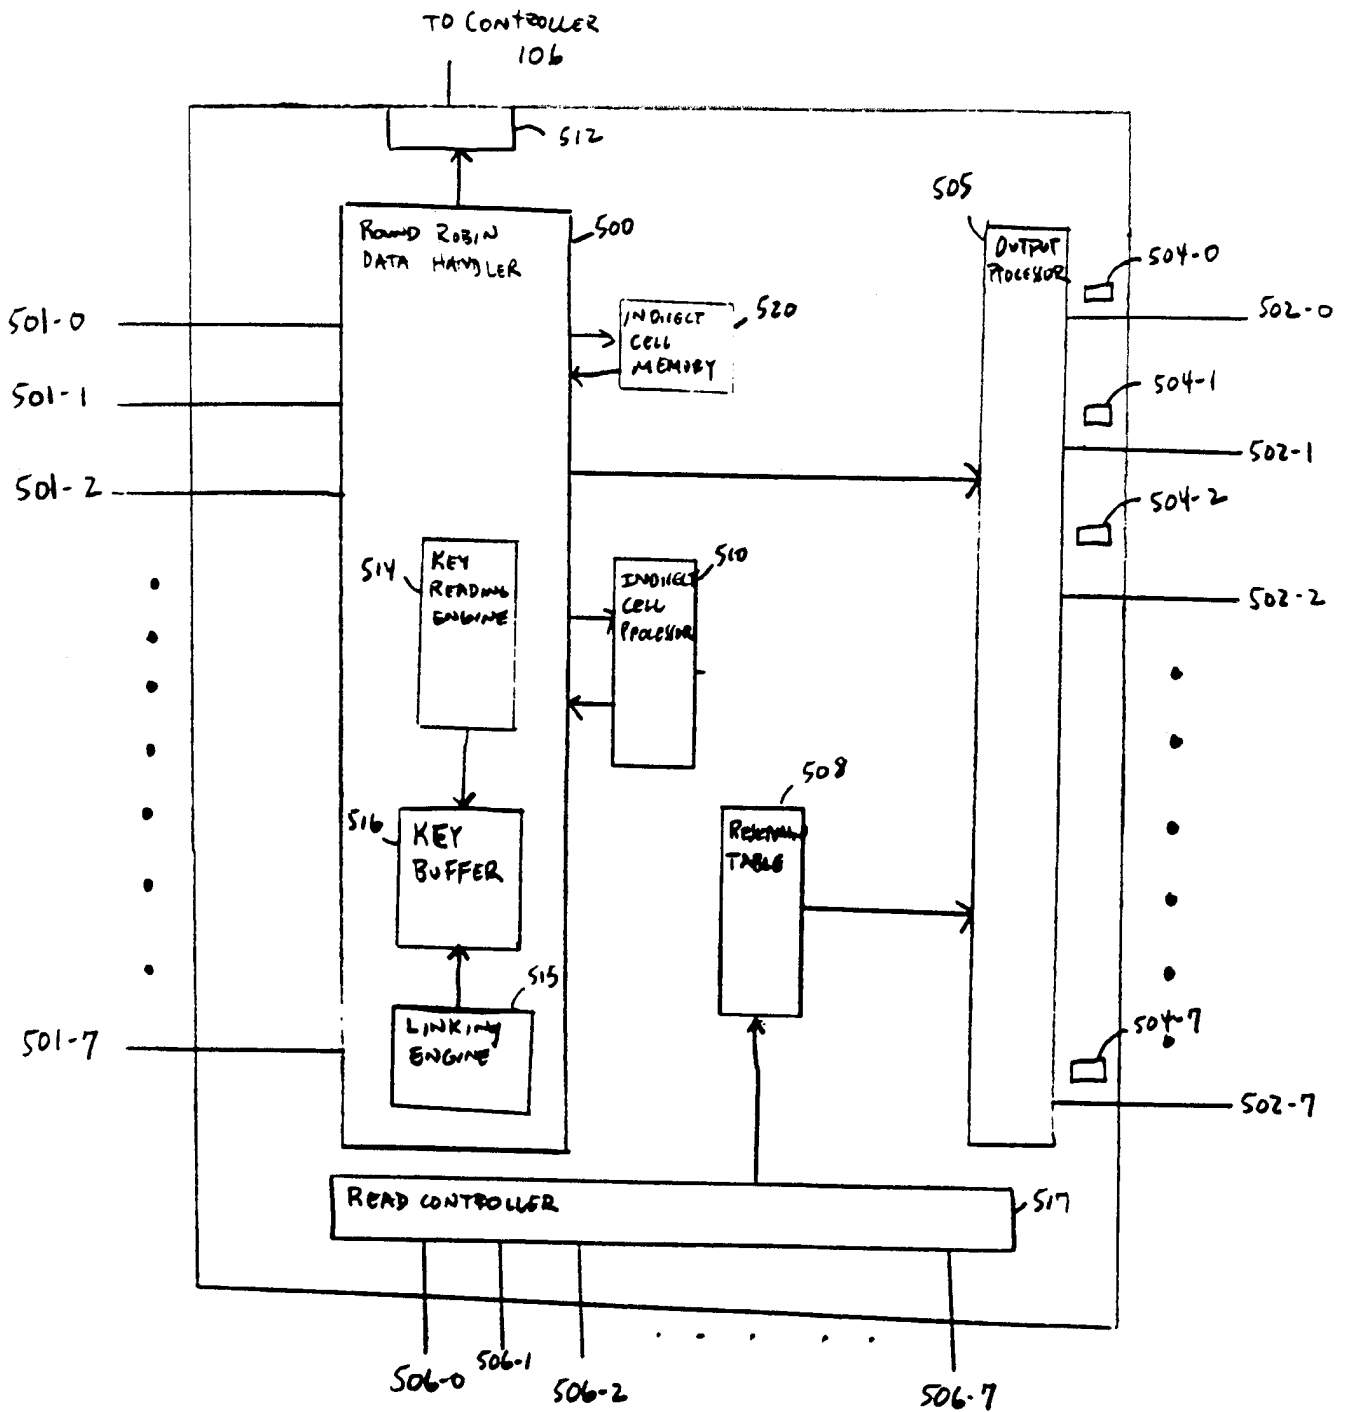 TO CONTROLLER
106
512
505
ROUND ROBIN
DATA HANDLER
500
OUTPUT
PROCESSOR
504-0
501-0
INDIRECT
CELL
MEMORY
520
502-0
501-1
504-1
502-1
501-2
504-2
514
KEY
READING
ENGINE
INDIRECT
CELL
PROCESSOR
510
502-2
508
516
KEY
BUFFER
TABLE
515
LINKING
ENGINE
501-7
504-7
502-7
READ CONTROLLER
517
506-0
506-1
506-2
506-7